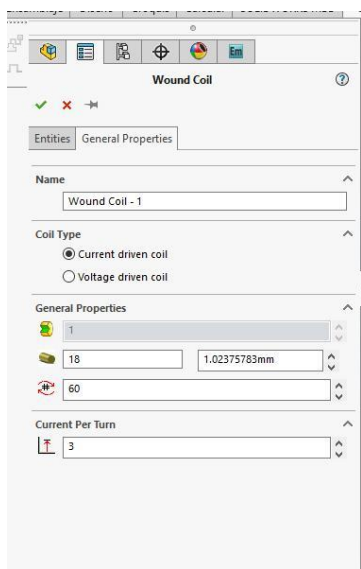 Em
Wound Coil
Entities
General Properties
Name
Wound Coil - 1
Coil Type
Current driven coil
Voltage driven coil
General Properties
1
18
1.02375783mm
60
Current Per Turn
3